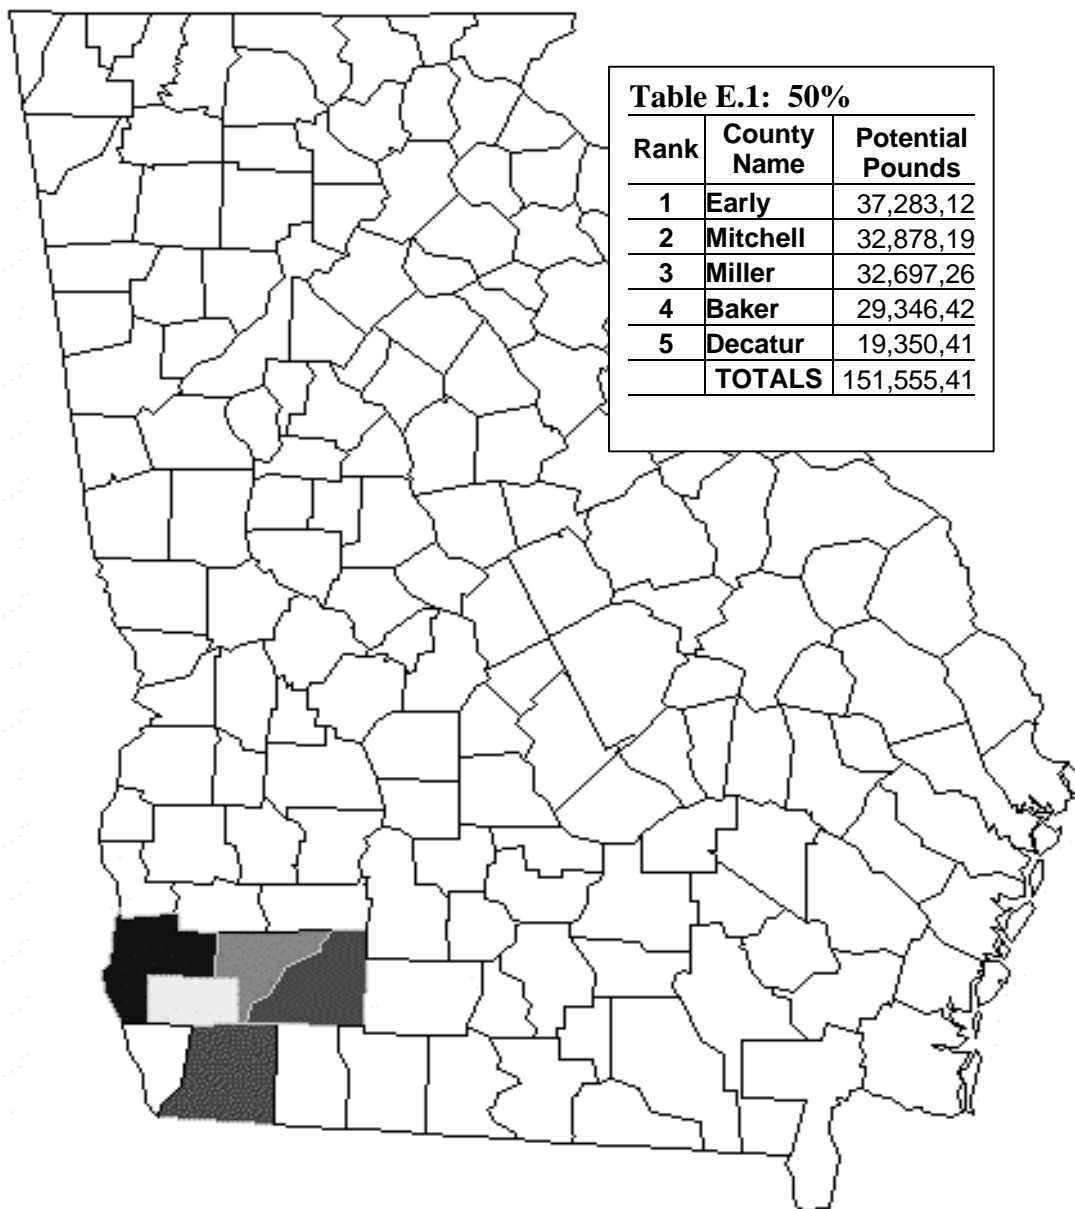 Table E.1: 50%
Rank County Name Potential Pounds
1 Early 37,283,12
2 Mitchell 32,878,19
3 Miller 32,697,26
4 Baker 29,346,42
5 Decatur 19,350,41
TOTALS 151,555,41